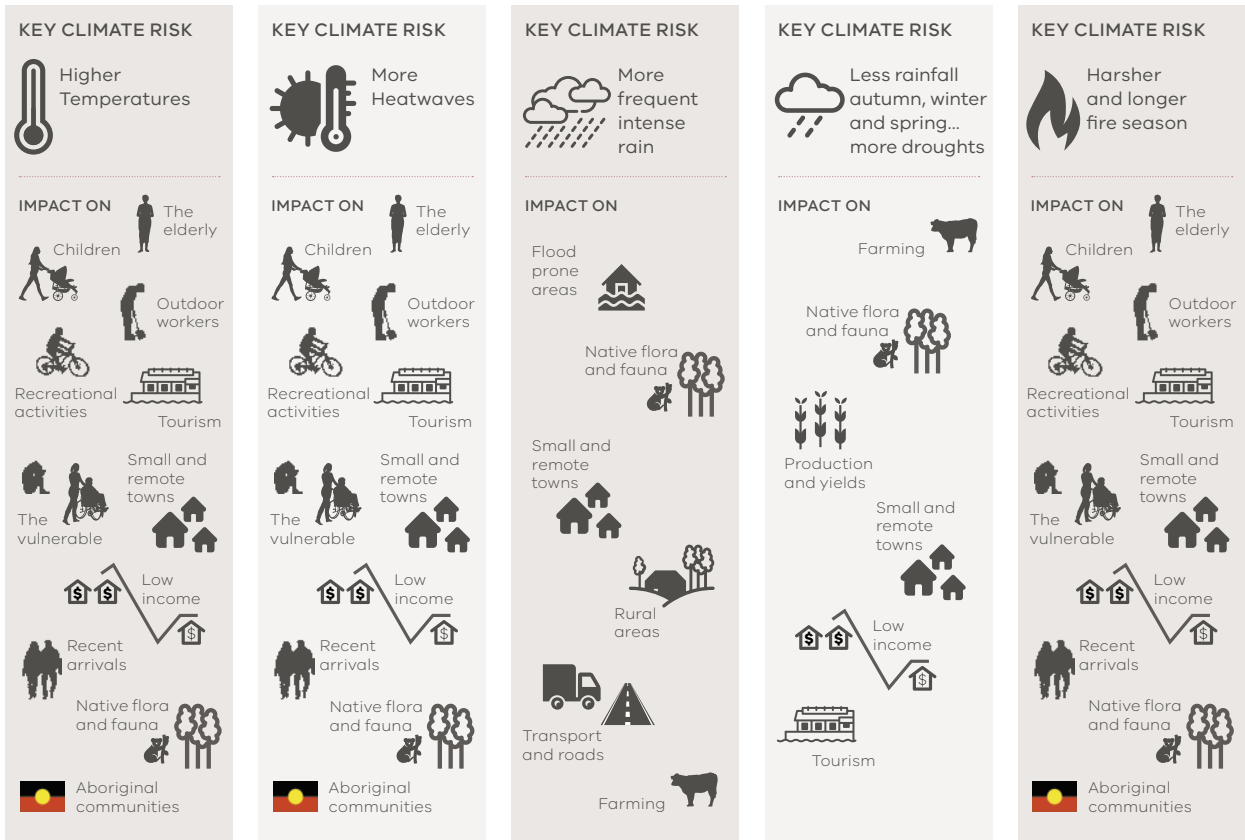 KEY CLIMATE RISK
Higher
Temperatures
IMPACT ON
The
elderly
Children
Outdoor
workers
Recreational
activities
Tourism
Small and
remote
towns
The
vulnerable
$ $
Low
income
$
Recent
arrivals
Native flora
and fauna
Aboriginal
communities
KEY CLIMATE RISK
More
Heatwaves
IMPACT ON
The
elderly
Children
Outdoor
workers
Recreational
activities
Tourism
Small and
remote
towns
The
vulnerable
$ $
Low
income
$
Recent
arrivals
Native flora
and fauna
Aboriginal
communities
KEY CLIMATE RISK
More
frequent
intense
rain
IMPACT ON
Flood
prone
areas
Native flora
and fauna
Small and
remote
towns
Rural
areas
Transport
and roads
Farming
KEY CLIMATE RISK
Less rainfall
autumn, winter
and spring...
more droughts
IMPACT ON
Farming
Native flora
and fauna
Production
and yields
Small and
remote
towns
$ $
Low
income
$
Tourism
KEY CLIMATE RISK
Harsher
and longer
fire season
IMPACT ON
The
elderly
Children
Outdoor
workers
Recreational
activities
Tourism
Small and
remote
towns
The
vulnerable
$ $
Low
income
$
Recent
arrivals
Native flora
and fauna
Aboriginal
communities